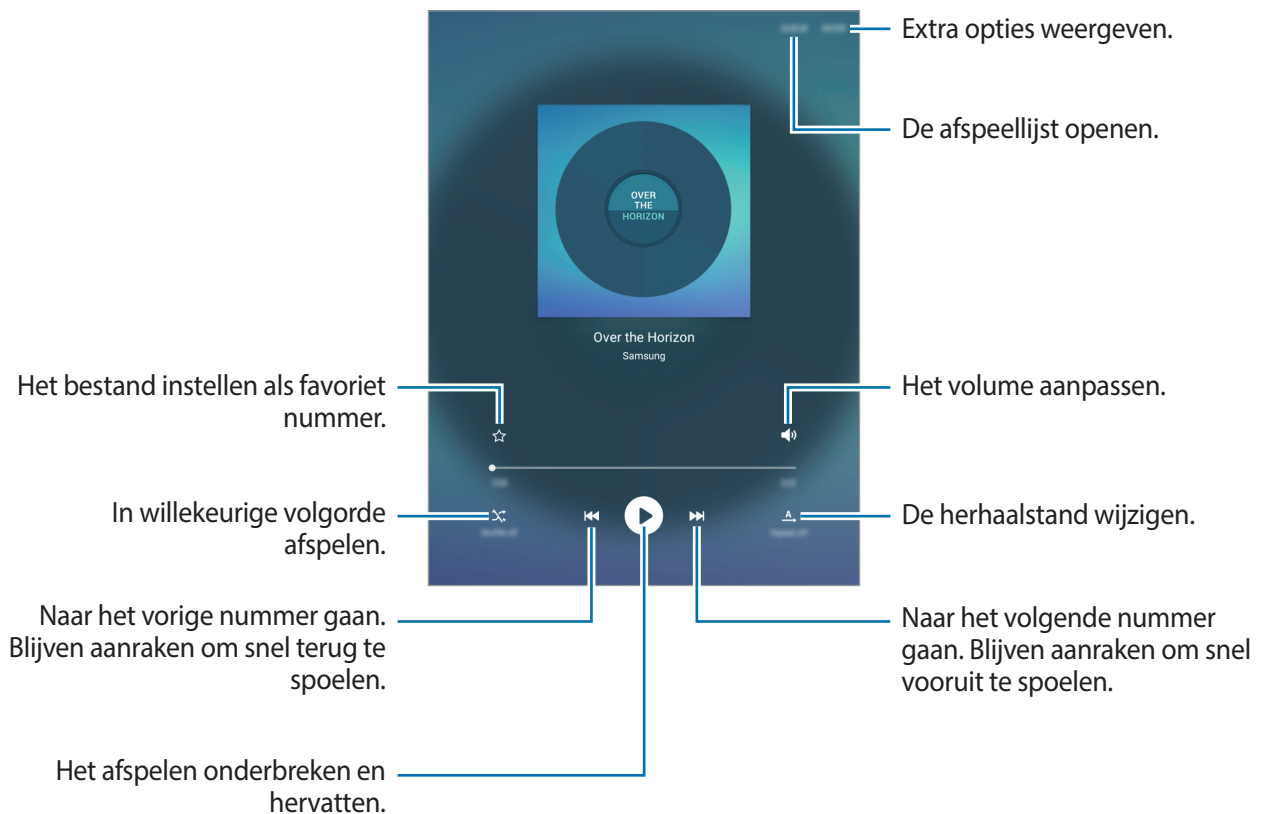 Extra opties weergeven.
De afspeellijst openen.
OVER
THE
HORIZON
Over the Horizon
Samsung
Het bestand instellen als favoriet
nummer.
Het volume aanpassen.
In willekeurige volgorde
afspelen.
A
De herhaalstand wijzigen.
Naar het vorige nummer gaan.
Blijven aanraken om snel terug te
spoelen.
Naar het volgende nummer
gaan. Blijven aanraken om snel
vooruit te spoelen.
Het afspelen onderbreken en
hervatten.